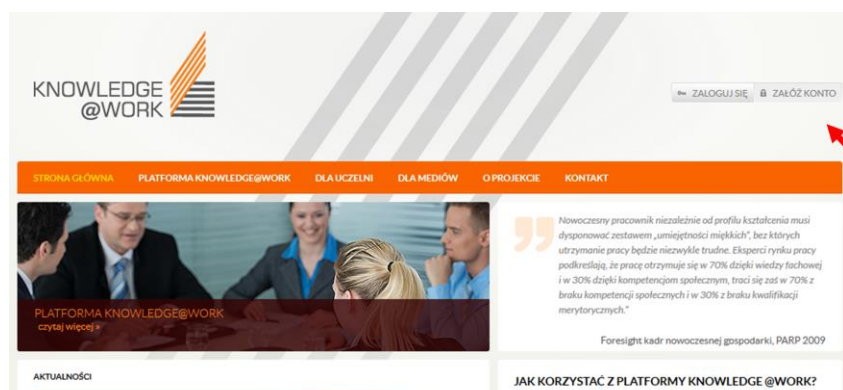 KNOWLEDGE
@WORK
ZALOGUJ SIĘ ZAŁÓŻ KONTO
STRONA GŁÓWNA PLATFORMA KNOWLEDGE@WORK DLA UCZELNI DLA MEDIÓW O PROJEKCIE KONTAKT
PLATFORMA KNOWLEDGE@WORK
czytaj więcej »
Nowoczesny pracownik niezależnie od profilu kształcenia musi
dysponować zestawem „umiejętności miękkich”, bez których
utrzymanie pracy będzie niezwykle trudne. Eksperci rynku pracy
podkreślają, że pracę otrzymuje się w 70% dzięki wiedzy fachowej
i w 30% dzięki kompetencjom społecznym, traci się zaś w 70% z
braku kompetencji społecznych i w 30% z braku kwalifikacji
merytorycznych."
Foresight kadr nowoczesnej gospodarki, PARP 2009
AKTUALNOŚCI
JAK KORZYSTAĆ Z PLATFORMY KNOWLEDGE @WORK?